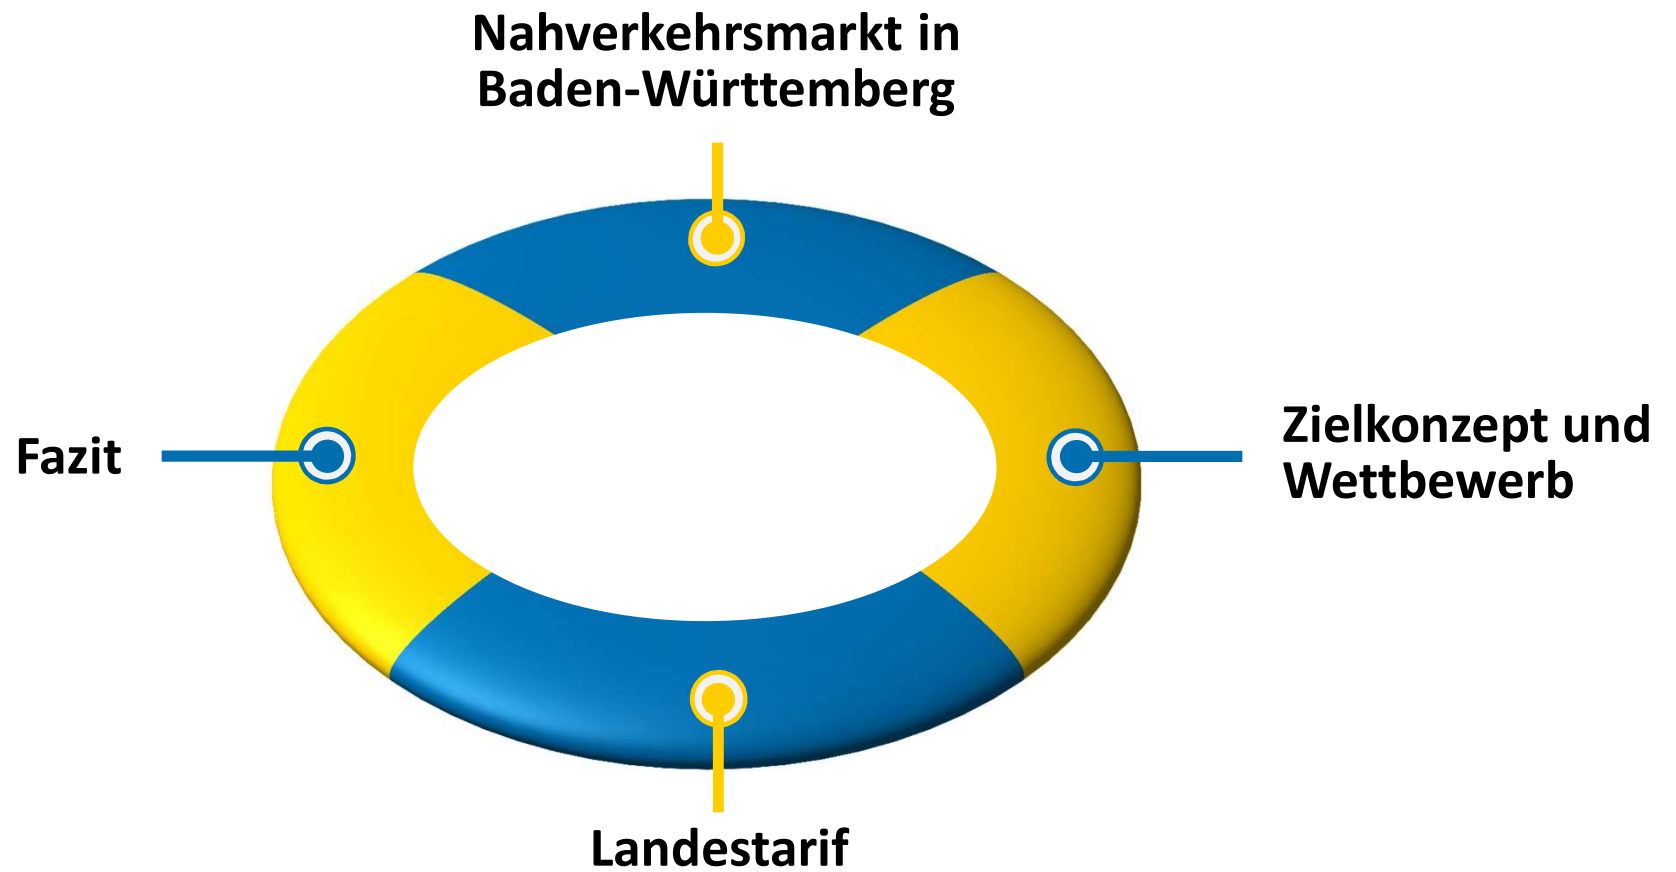 Nahverkehrsmarkt in
Baden-Württemberg
Fazit
Zielkonzept und
Wettbewerb
Landestarif